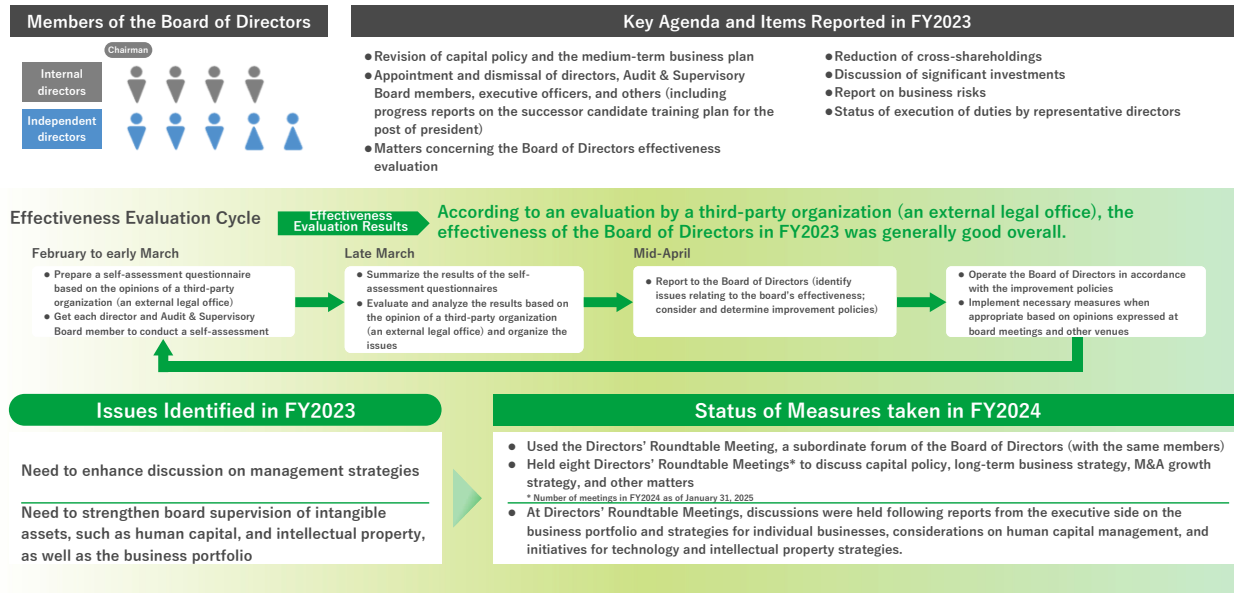 Members of the Board of Directors
Chairman
Internal
directors
Independent
directors
Key Agenda and Items Reported in FY2023
●Revision of capital policy and the medium-term business plan
●Appointment and dismissal of directors, Audit & Supervisory
Board members, executive officers, and others (including
progress reports on the successor candidate training plan for the
post of president)
●Matters concerning the Board of Directors effectiveness
evaluation
●Reduction of cross-shareholdings
●Discussion of significant investments
●Report on business risks
●Status of execution of duties by representative directors
Effectiveness Evaluation Cycle
Effectiveness
Evaluation Results
According to an evaluation by a third-party organization (an external legal office), the
effectiveness of the Board of Directors in FY2023 was generally good overall.
February to early March
● Prepare a self-assessment questionnaire
based on the opinions of a third-party
organization (an external legal office)
● Get each director and Audit & Supervisory
Board member to conduct a self-assessment
Late March
● Summarize the results of the self-
assessment questionnaires
● Evaluate and analyze the results based on
the opinion of a third-party organization
(an external legal office) and organize the
issues
Mid-April
● Report to the Board of Directors (identify
issues relating to the board's effectiveness;
consider and determine improvement policies)
● Operate the Board of Directors in accordance
with the improvement policies
● Implement necessary measures when
appropriate based on opinions expressed at
board meetings and other venues
Issues Identified in FY2023
Need to enhance discussion on management strategies
Need to strengthen board supervision of intangible
assets, such as human capital, and intellectual property,
as well as the business portfolio
Status of Measures taken in FY2024
● Used the Directors' Roundtable Meeting, a subordinate forum of the Board of Directors (with the same members)
● Held eight Directors' Roundtable Meetings* to discuss capital policy, long-term business strategy, M&A growth
strategy, and other matters
* Number of meetings in FY2024 as of January 31, 2025
● At Directors' Roundtable Meetings, discussions were held following reports from the executive side on the
business portfolio and strategies for individual businesses, considerations on human capital management, and
initiatives for technology and intellectual property strategies.